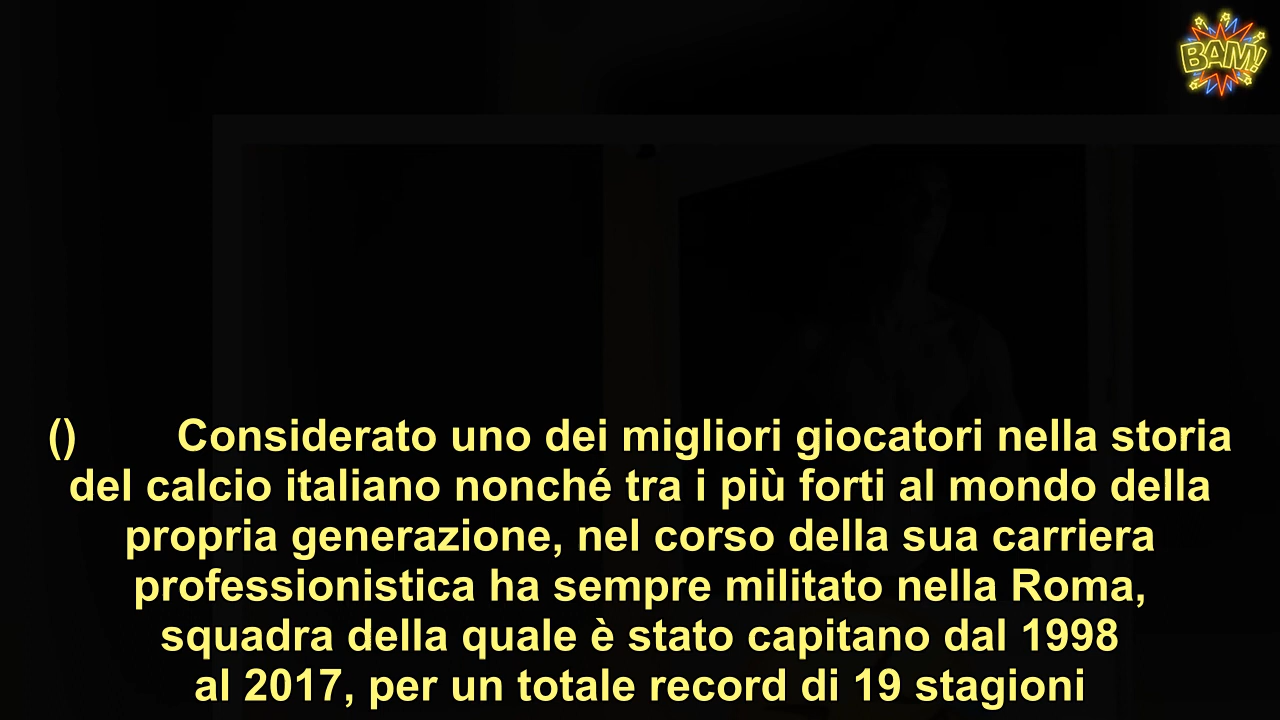 BAM!
() Considerato uno dei migliori giocatori nella storia
del calcio italiano nonché tra i più forti al mondo della
propria generazione, nel corso della sua carriera
professionistica ha sempre militato nella Roma,
squadra della quale è stato capitano dal 1998
al 2017, per un totale record di 19 stagioni